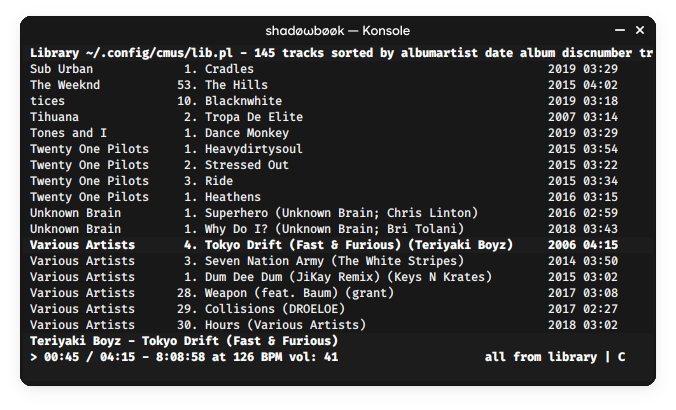 shadøωbøøk — Konsole
Library ~/.config/cmus/lib.pl - 145 tracks sorted by albumartist date album discnumber tr
Sub Urban 1. Cradles 2019 03:29
The Weeknd 53. The Hills 2015 04:02
tices 10. Blacknwhite 2019 03:18
Tihuana 2. Tropa De Elite 2007 03:14
Tones and I 1. Dance Monkey 2019 03:29
Twenty One Pilots 1. Heavydirtysoul 2015 03:54
Twenty One Pilots 2. Stressed Out 2015 03:22
Twenty One Pilots 3. Ride 2015 03:34
Twenty One Pilots 1. Heathens 2016 03:15
Unknown Brain 1. Superhero (Unknown Brain; Chris Linton) 2016 02:59
Unknown Brain 1. Why Do I? (Unknown Brain; Bri Tolani) 2018 03:43
Various Artists 4. Tokyo Drift (Fast & Furious) (Teriyaki Boyz) 2006 04:15
Various Artists 3. Seven Nation Army (The White Stripes) 2014 03:50
Various Artists 1. Dum Dee Dum (JiKay Remix) (Keys N Krates) 2015 03:02
Various Artists 28. Weapon (feat. Baum) (grant) 2017 03:08
Various Artists 29. Collisions (DROELOE) 2017 02:27
Various Artists 30. Hours (Various Artists) 2018 03:02
Teriyaki Boyz - Tokyo Drift (Fast & Furious)
> 00:45 / 04:15 - 8:08:58 at 126 BPM vol: 41 all from library | C